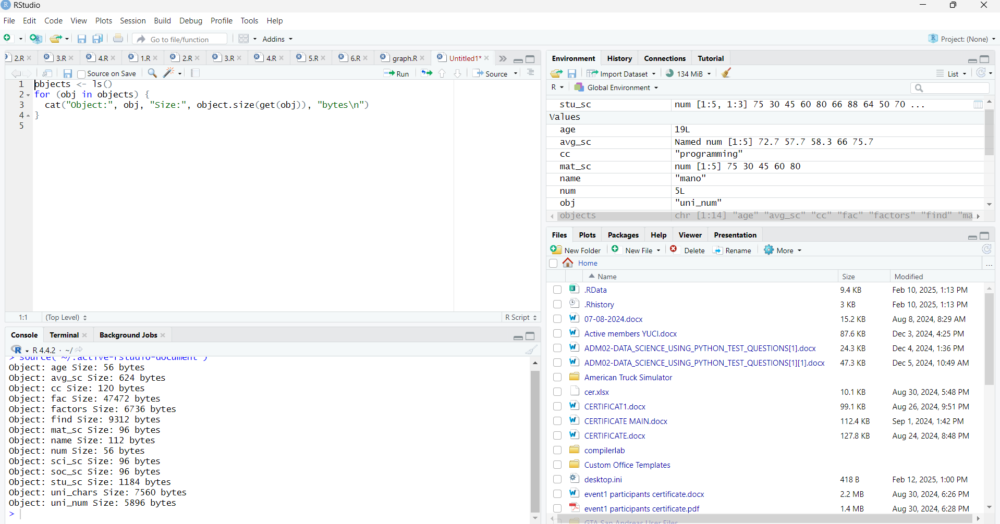 RStudio
File Edit Code View Plots Session Build Debug Profile Tools Help
Go to file/function Addins Project: (None)
2.R 3.R 4.R 1.R 2.R 3.R 4.R 5.R 6.R graph.R Untitled1*
Source on Save Run Source
1 objects <- ls()
2 for (obj in objects) {
3 cat("Object:", obj, "Size:", object.size(get(obj)), "bytes\n")
4 }
5
1:1 (Top Level) R Script
Console Terminal Background Jobs
R 4.4.2 · ~/
> source("~/.active-rstudio-document")
Object: age Size: 56 bytes
Object: avg_sc Size: 624 bytes
Object: cc Size: 120 bytes
Object: fac Size: 47472 bytes
Object: factors Size: 6736 bytes
Object: find Size: 9312 bytes
Object: mat_sc Size: 96 bytes
Object: name Size: 112 bytes
Object: num Size: 56 bytes
Object: sci_sc Size: 96 bytes
Object: soc_sc Size: 96 bytes
Object: stu_sc Size: 1184 bytes
Object: uni_chars Size: 7560 bytes
Object: uni_num Size: 5896 bytes
>
Environment History Connections Tutorial
Import Dataset 134 MiB List
R Global Environment
stu_sc num [1:5, 1:3] 75 30 45 60 80 66 88 64 50 70 ...
Values
age 19L
avg_sc Named num [1:5] 72.7 57.7 58.3 66 75.7
cc "programming"
mat_sc num [1:5] 75 30 45 60 80
name "mano"
num 5L
obj "uni_num"
objects chr [1:14] "age" "avg_sc" "cc" "fac" "factors" "find" "ma
Files Plots Packages Help Viewer Presentation
New Folder New File Delete Rename More
Home ...
Name Size Modified
.RData 9.4 KB Feb 10, 2025, 1:13 PM
.Rhistory 3 KB Feb 10, 2025, 1:13 PM
07-08-2024.docx 15.2 KB Aug 8, 2024, 8:29 AM
Active members YUCI.docx 87.6 KB Dec 3, 2024, 4:25 PM
ADM02-DATA_SCIENCE_USING_PYTHON_TEST_QUESTIONS[1].docx 24.3 KB Dec 4, 2024, 1:36 PM
ADM02-DATA_SCIENCE_USING_PYTHON_TEST_QUESTIONS[1][1].docx 47.3 KB Dec 5, 2024, 10:49 AM
American Truck Simulator
cer.xlsx 10.1 KB Aug 30, 2024, 5:48 PM
CERTIFICAT1.docx 99.1 KB Aug 26, 2024, 9:51 PM
CERTIFICATE MAIN.docx 112.4 KB Sep 1, 2024, 1:42 PM
CERTIFICATE.docx 127.8 KB Aug 24, 2024, 8:48 PM
compilerlab
Custom Office Templates
desktop.ini 418 B Feb 12, 2025, 1:00 PM
event1 participants certificate.docx 2.2 MB Aug 30, 2024, 6:26 PM
event1 participants certificate.pdf 1.4 MB Aug 30, 2024, 6:28 PM
GTA San Andreas User Files